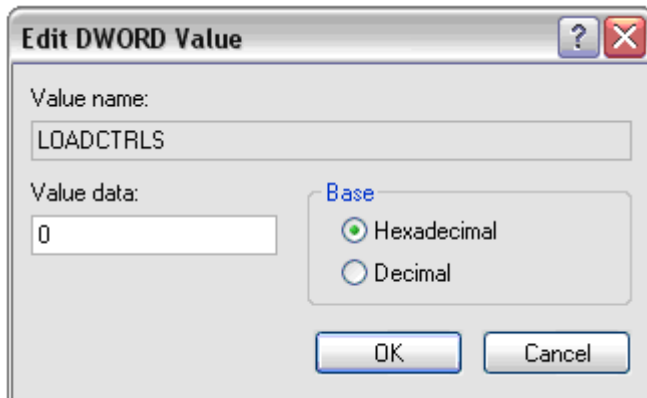 Edit DWORD Value
?
Value name:
LOADCTRLS
Value data:
0
Base
Hexadecimal
Decimal
OK
Cancel